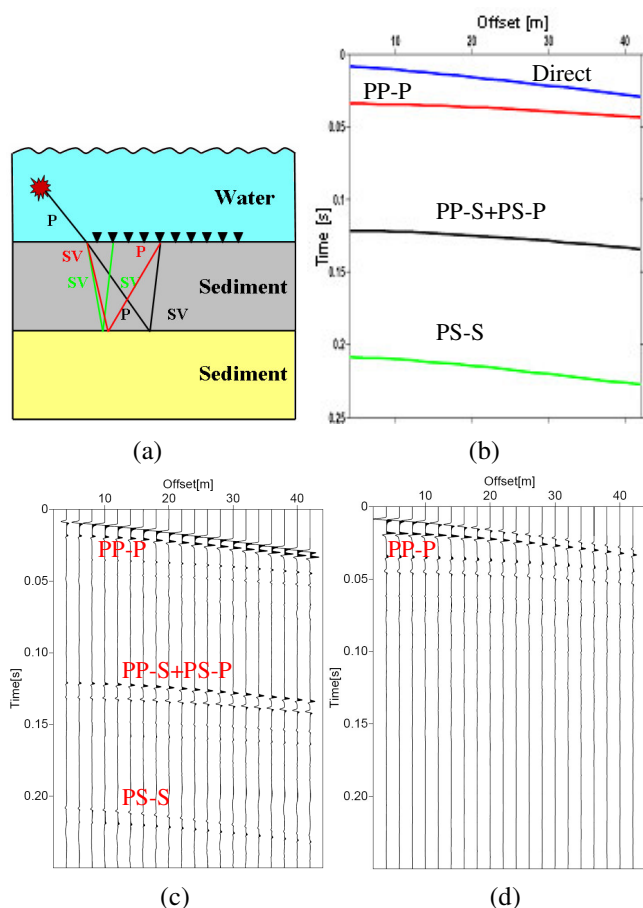 Water
P
SV
P
SV
SV
Sediment
P
SV
Sediment
(a)
Offset [m]
10 20 30 40
0
0.05
0.1
0.15
0.2
0.25
Time [s]
Direct
PP-P
PP-S+PS-P
PS-S
(b)
Offset[m]
0 10 20 30 40
0
0.05
0.10
0.15
0.20
Time[s]
PP-P
PP-S+PS-P
PS-S
(c)
Offset[m]
0 10 20 30 40
0
0.05
0.10
0.15
0.20
Time[s]
PP-P
(d)